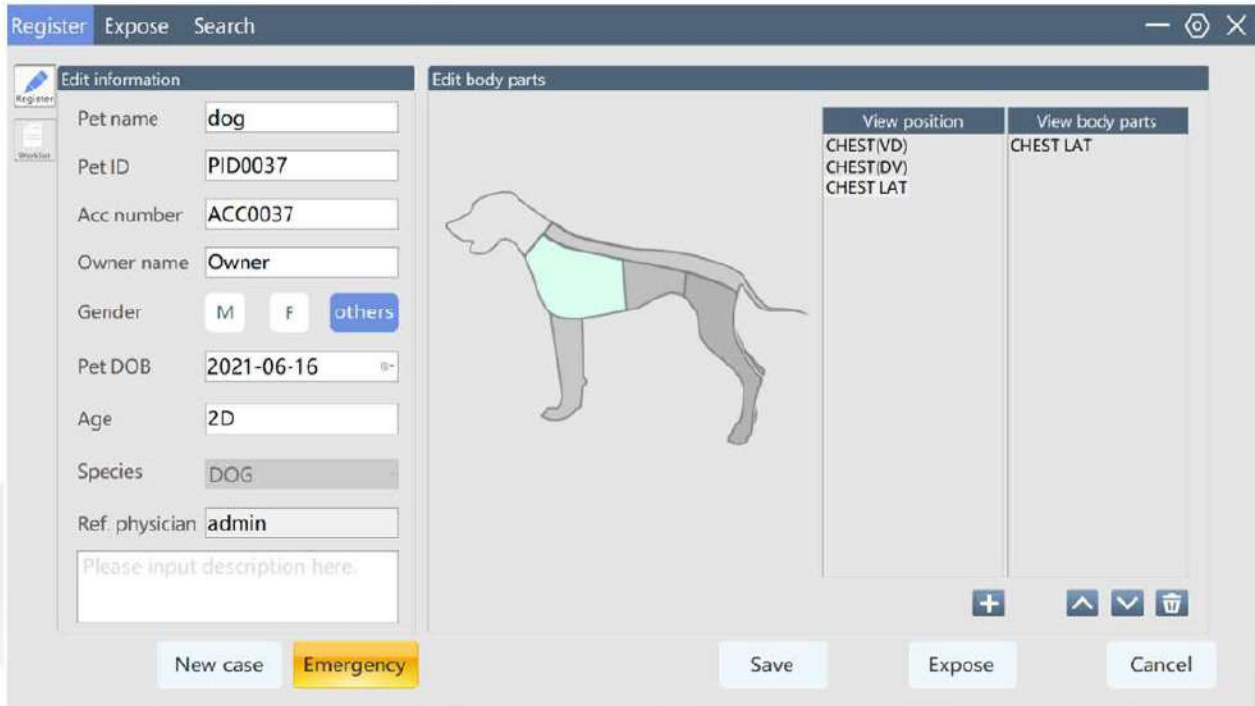 Register Expose Search
Register
Worklist
Edit information
Pet name dog
Pet ID PID0037
Acc number ACC0037
Owner name Owner
Gender M F others
Pet DOB 2021-06-16
Age 2D
Species DOG
Ref. physician admin
Please input description here.
New case Emergency
Edit body parts
View position
CHEST(VD)
CHEST(DV)
CHEST LAT
View body parts
CHEST LAT
Save Expose Cancel